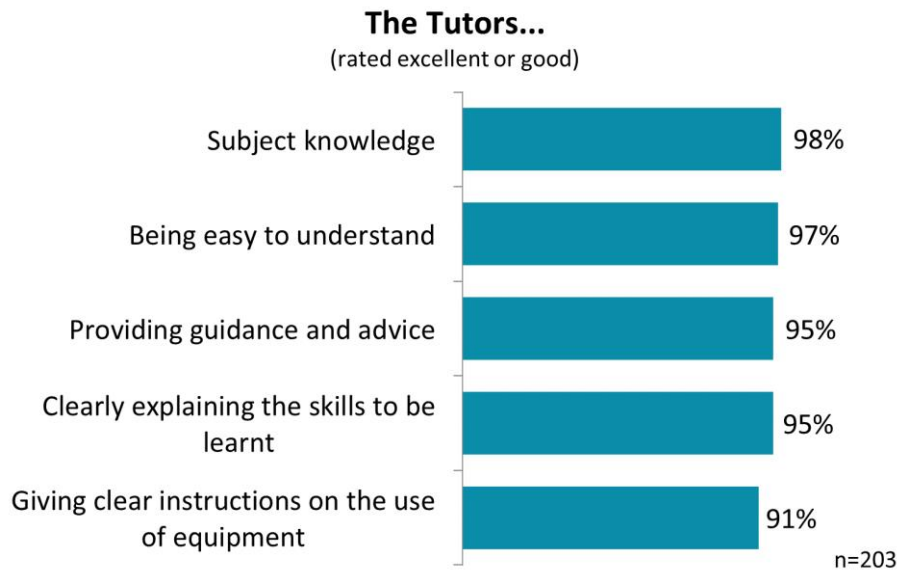 The Tutors...
(rated excellent or good)
Subject knowledge
98%
Being easy to understand
97%
Providing guidance and advice
95%
Clearly explaining the skills to be
learnt
95%
Giving clear instructions on the use
of equipment
91%
n=203